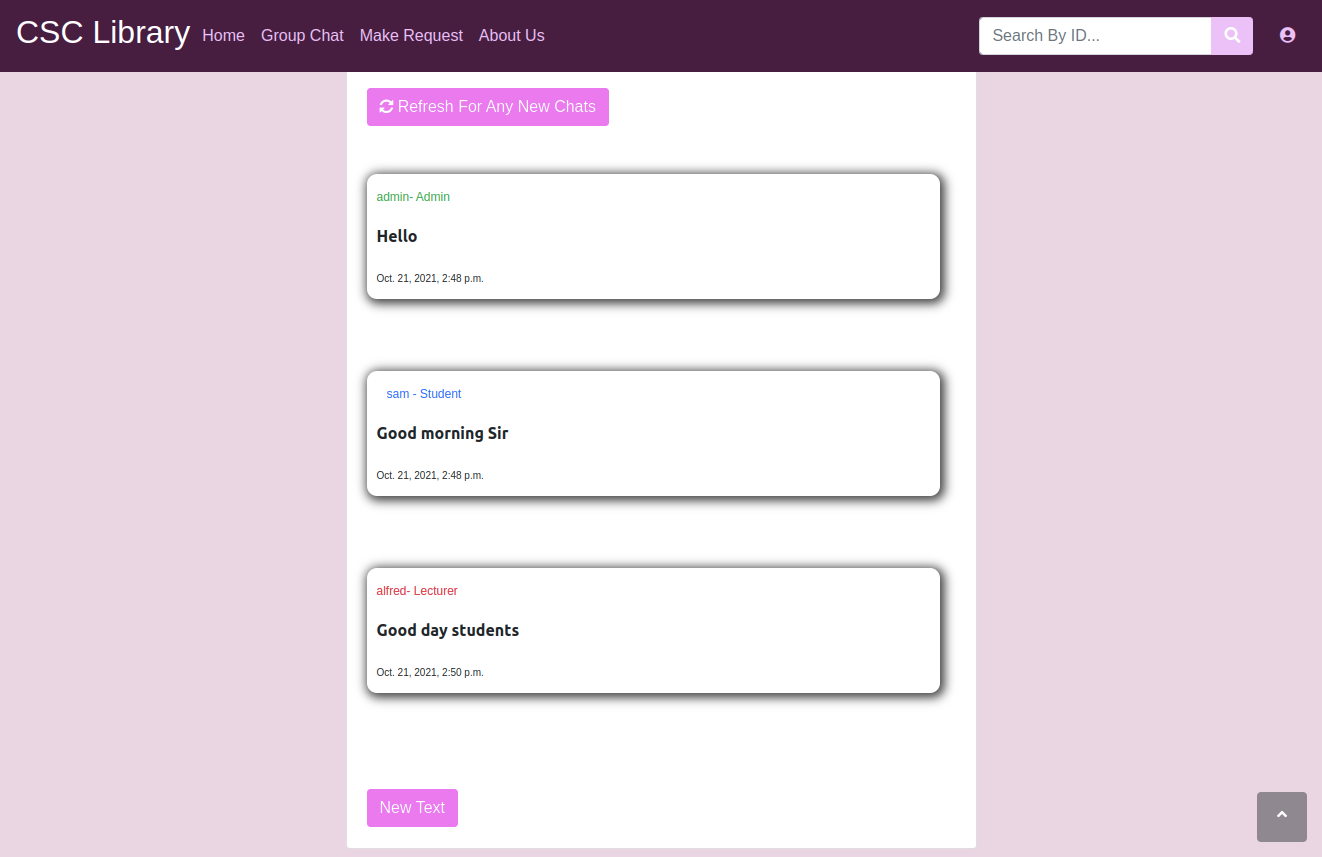 CSC Library Home Group Chat Make Request About Us Search By ID...
Refresh For Any New Chats
admin- Admin
Hello
Oct. 21, 2021, 2:48 p.m.
sam - Student
Good morning Sir
Oct. 21, 2021, 2:48 p.m.
alfred- Lecturer
Good day students
Oct. 21, 2021, 2:50 p.m.
New Text